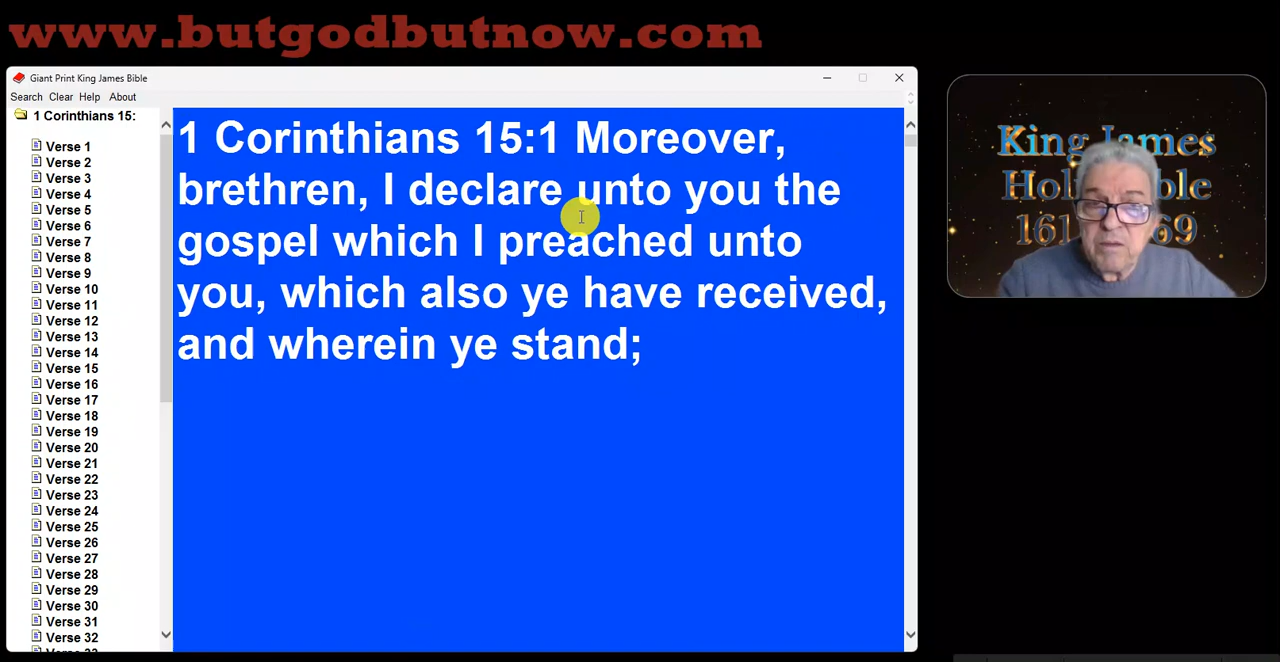 www.butgodbutnow.com
Giant Print King James Bible
Search Clear Help About
1 Corinthians 15:
Verse 1
Verse 2
Verse 3
Verse 4
Verse 5
Verse 6
Verse 7
Verse 8
Verse 9
Verse 10
Verse 11
Verse 12
Verse 13
Verse 14
Verse 15
Verse 16
Verse 17
Verse 18
Verse 19
Verse 20
Verse 21
Verse 22
Verse 23
Verse 24
Verse 25
Verse 26
Verse 27
Verse 28
Verse 29
Verse 30
Verse 31
Verse 32
1 Corinthians 15:1 Moreover,
brethren, I declare unto you the
gospel which I preached unto
you, which also ye have received,
and wherein ye stand;
King James